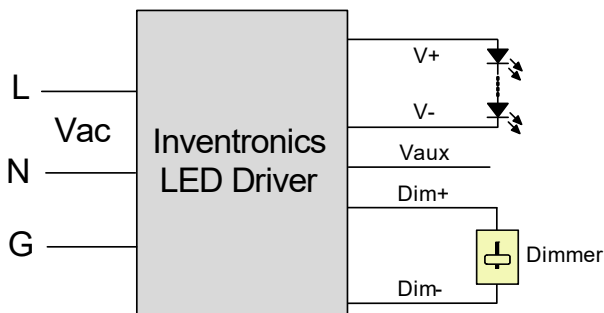 L
Vac
N
G
Inventronics
LED Driver
V+
V-
Vaux
Dim+
Dim-
Dimmer